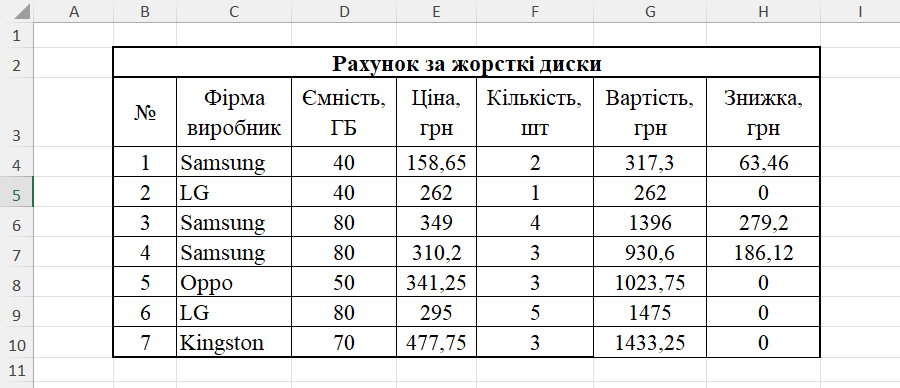 A B C D E F G H I
1
2 Рахунок за жорсткі диски
3 № Фірма виробник Ємність, ГБ Ціна, грн Кількість, шт Вартість, грн Знижка, грн
4 1 Samsung 40 158,65 2 317,3 63,46
5 2 LG 40 262 1 262 0
6 3 Samsung 80 349 4 1396 279,2
7 4 Samsung 80 310,2 3 930,6 186,12
8 5 Oppo 50 341,25 3 1023,75 0
9 6 LG 80 295 5 1475 0
10 7 Kingston 70 477,75 3 1433,25 0
11